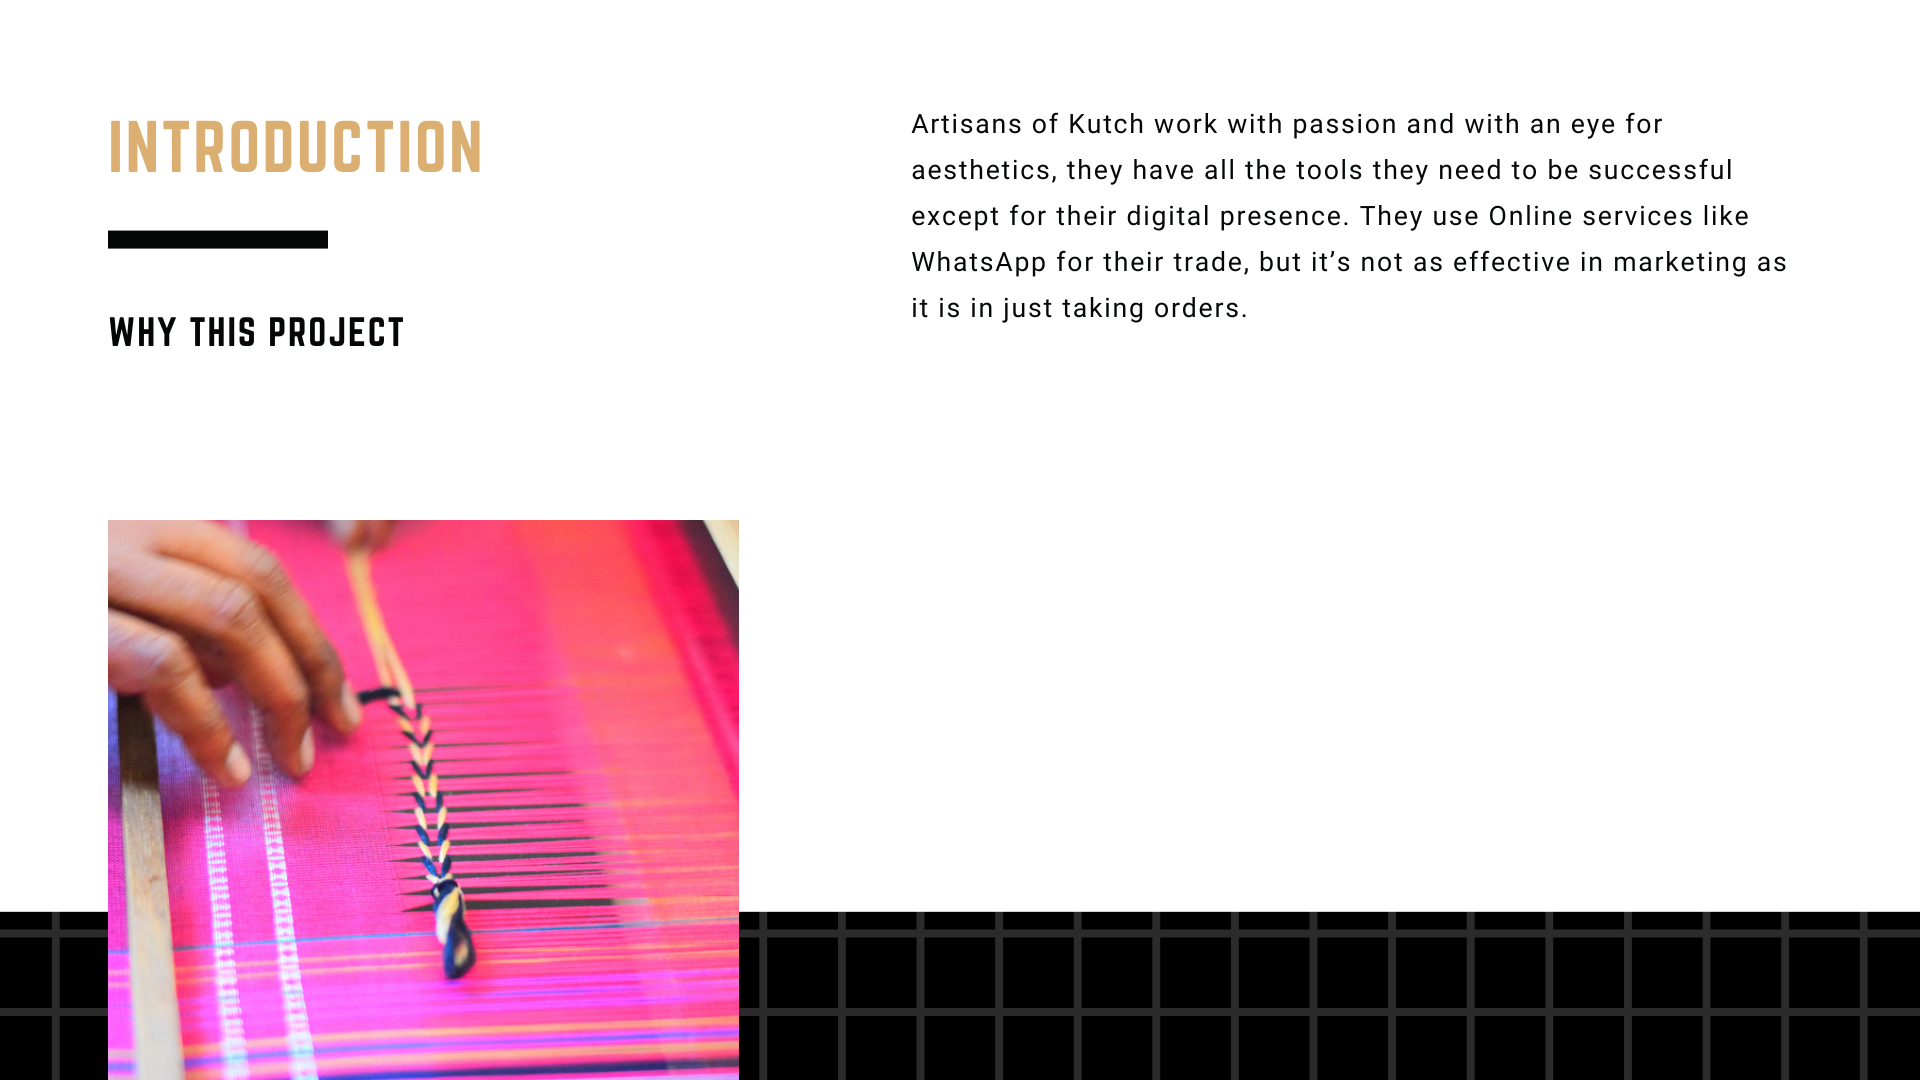 INTRODUCTION
WHY THIS PROJECT
Artisans of Kutch work with passion and with an eye for
aesthetics, they have all the tools they need to be successful
except for their digital presence. They use Online services like
WhatsApp for their trade, but it’s not as effective in marketing as
it is in just taking orders.